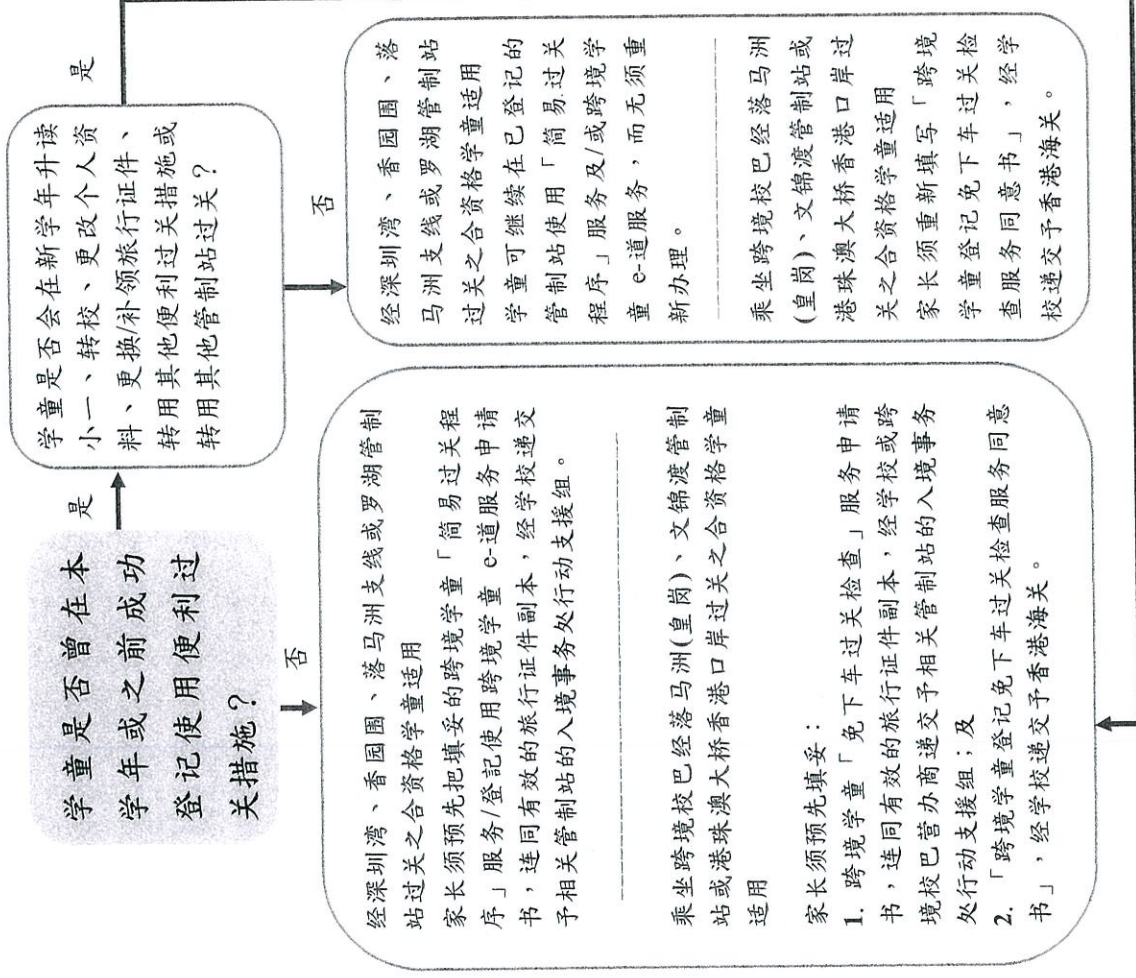 学童是否曾在本
学年或之前成功
登记使用便利过
关措施？
是
否
学童是否会在新学年升读
小一、转校、更改个人资
料、更换/补领旅行证件、
转用其他便利过关措施或
转用其他管制站过关？
是
否
经深圳湾、香园围、落马洲支线或罗湖管制
站过关之合资格学童适用
家长须预先把填妥的跨境学童「简易过关程
序」服务/登記使用跨境学童 e-道服务申请
书，连同有效的旅行证件副本，经学校递交
予相关管制站的入境事务处行动支援组。
乘坐跨境校巴经落马洲(皇岗)、文锦渡管制
站或港珠澳大桥香港口岸过关之合资格学童
适用
家长须预先填妥：
1. 跨境学童「免下车过关检查」服务申请
书，连同有效的旅行证件副本，经学校或跨
境校巴营办商递交予相关管制站的入境事务
处行动支援组；及
2. 「跨境学童登记免下车过关检查服务同意
书」，经学校递交予香港海关。
经深圳湾、香园围、落
马洲支线或罗湖管制站
过关之合资格学童适用
学童可继续在已登记的
管制站使用「简易过关
程序」服务及/或跨境学
童 e-道服务，而无须重
新办理。
乘坐跨境校巴经落马洲
(皇岗)、文锦渡管制站或
港珠澳大桥香港口岸过
关之合资格学童适用
家长须重新填写「跨境
学童登记免下车过关检
查服务同意书」，经学
校递交予香港海关。